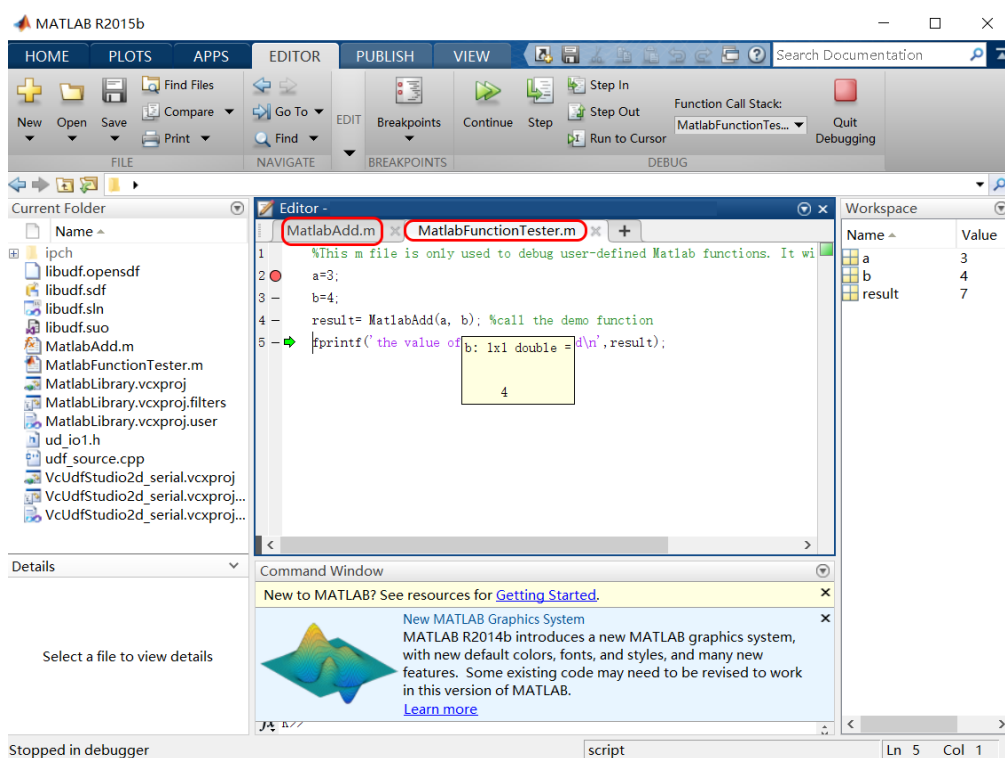 MATLAB R2015b
HOME PLOTS APPS EDITOR PUBLISH VIEW Search Documentation
New Open Save Find Files Compare Print
FILE
Go To Find
NAVIGATE
EDIT
Breakpoints
BREAKPOINTS
Continue Step Step In Step Out Run to Cursor
Function Call Stack:
MatlabFunctionTes...
Quit Debugging
DEBUG
Current Folder
Name
ipch
libudf.opensdf
libudf.sdf
libudf.sln
libudf.suo
MatlabAdd.m
MatlabFunctionTester.m
MatlabLibrary.vcxproj
MatlabLibrary.vcxproj.filters
MatlabLibrary.vcxproj.user
ud_io1.h
udf_source.cpp
VcUdfStudio2d_serial.vcxproj
VcUdfStudio2d_serial.vcxproj...
VcUdfStudio2d_serial.vcxproj...
Details
Select a file to view details
Editor -
MatlabAdd.m MatlabFunctionTester.m
1 %This m file is only used to debug user-defined Matlab functions. It wi
2 a=3;
3 – b=4;
4 – result= MatlabAdd(a, b); %call the demo function
5 – fprintf('the value of d\n',result);
b: 1x1 double =
4
Command Window
New to MATLAB? See resources for Getting Started.
New MATLAB Graphics System
MATLAB R2014b introduces a new MATLAB graphics system,
with new default colors, fonts, and styles, and many new
features. Some existing code may need to be revised to work
in this version of MATLAB.
Learn more
Workspace
Name Value
a 3
b 4
result 7
Stopped in debugger script Ln 5 Col 1